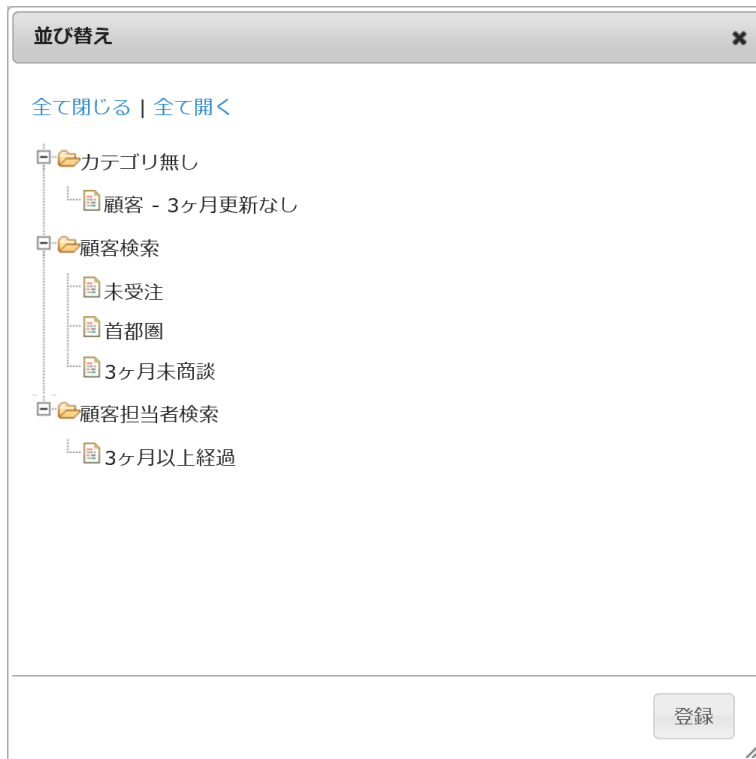 並び替え
全て閉じる | 全て開く
カテゴリ無し
顧客 - 3ヶ月更新なし
顧客検索
未受注
首都圏
3ヶ月未商談
顧客担当者検索
3ヶ月以上経過
登録